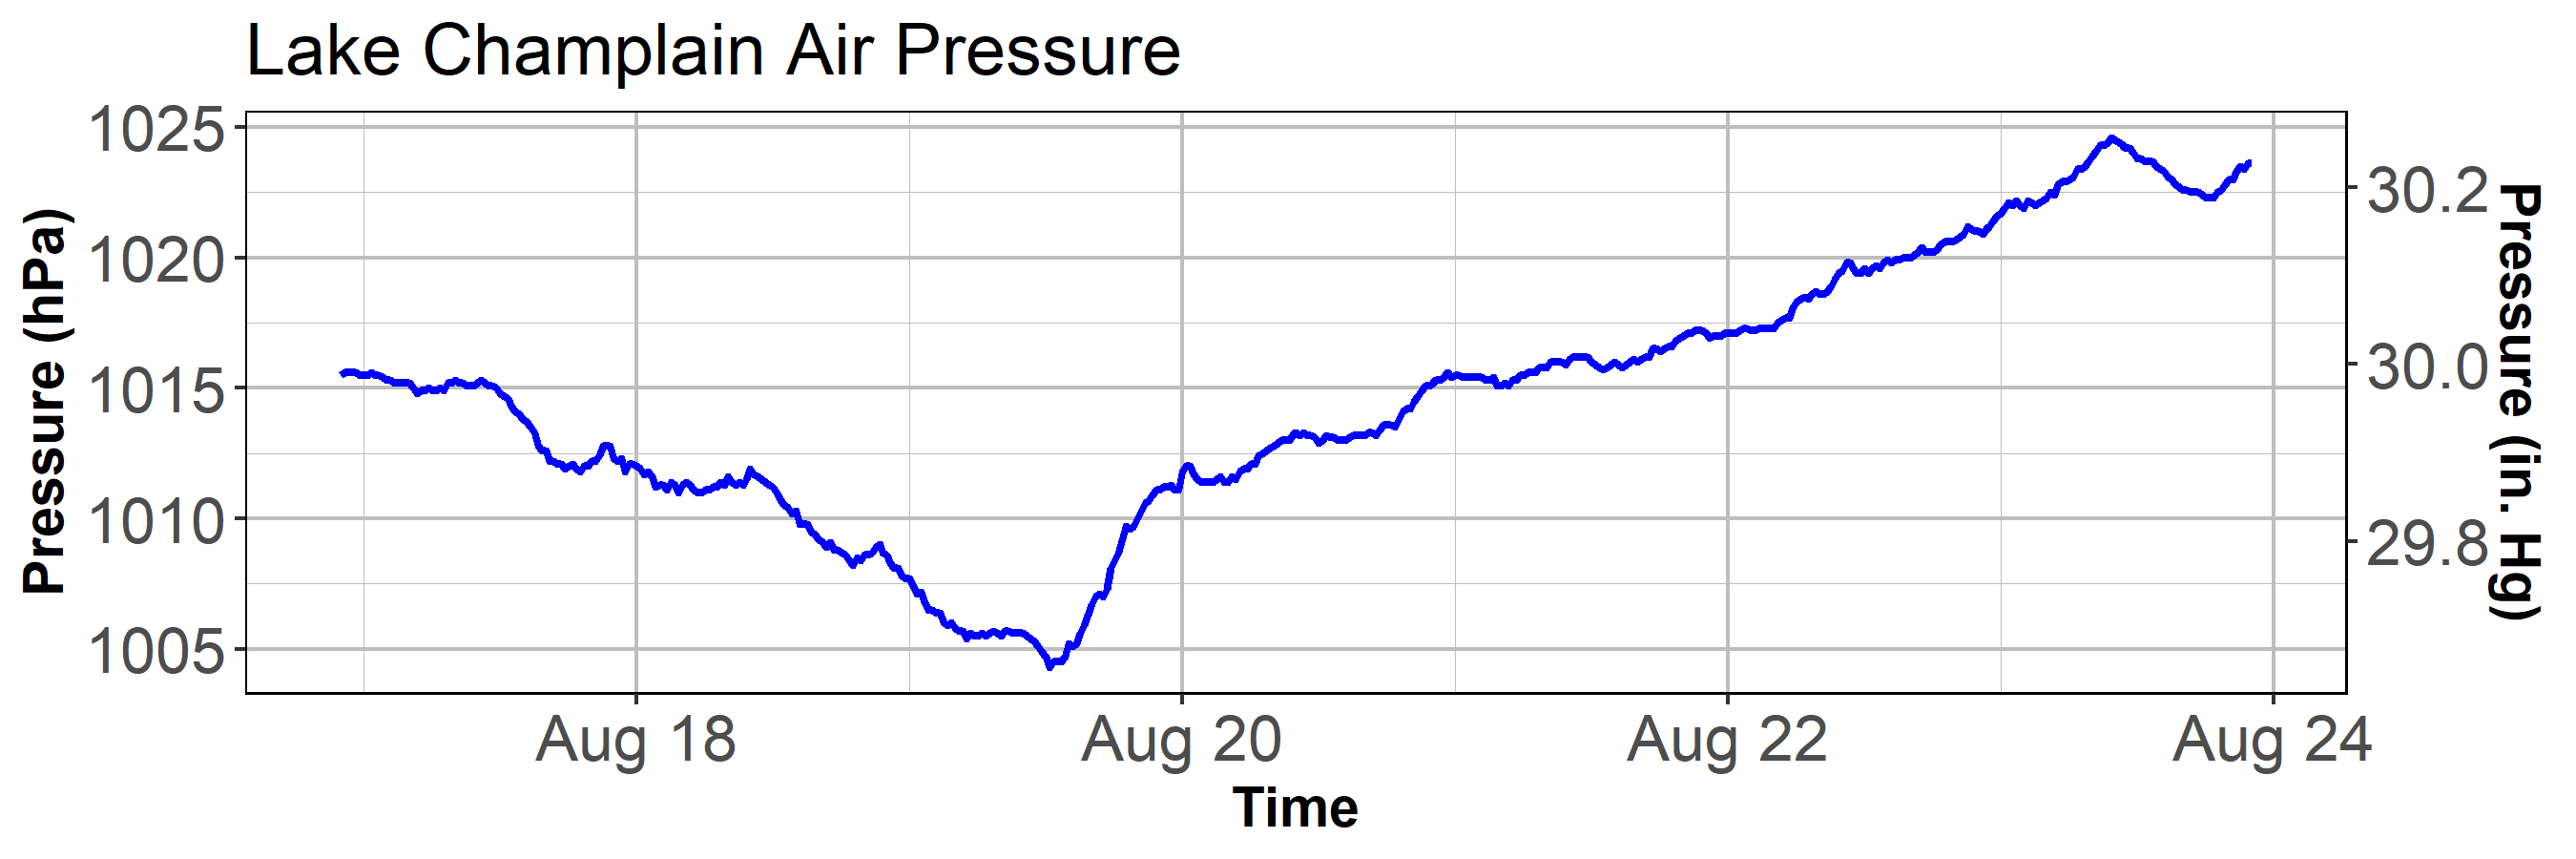 Lake Champlain Air Pressure
1025
1020
1015
1010
1005
Pressure (hPa)
30.2
30.0
29.8
Pressure (in. Hg)
Aug 18
Aug 20
Aug 22
Aug 24
Time